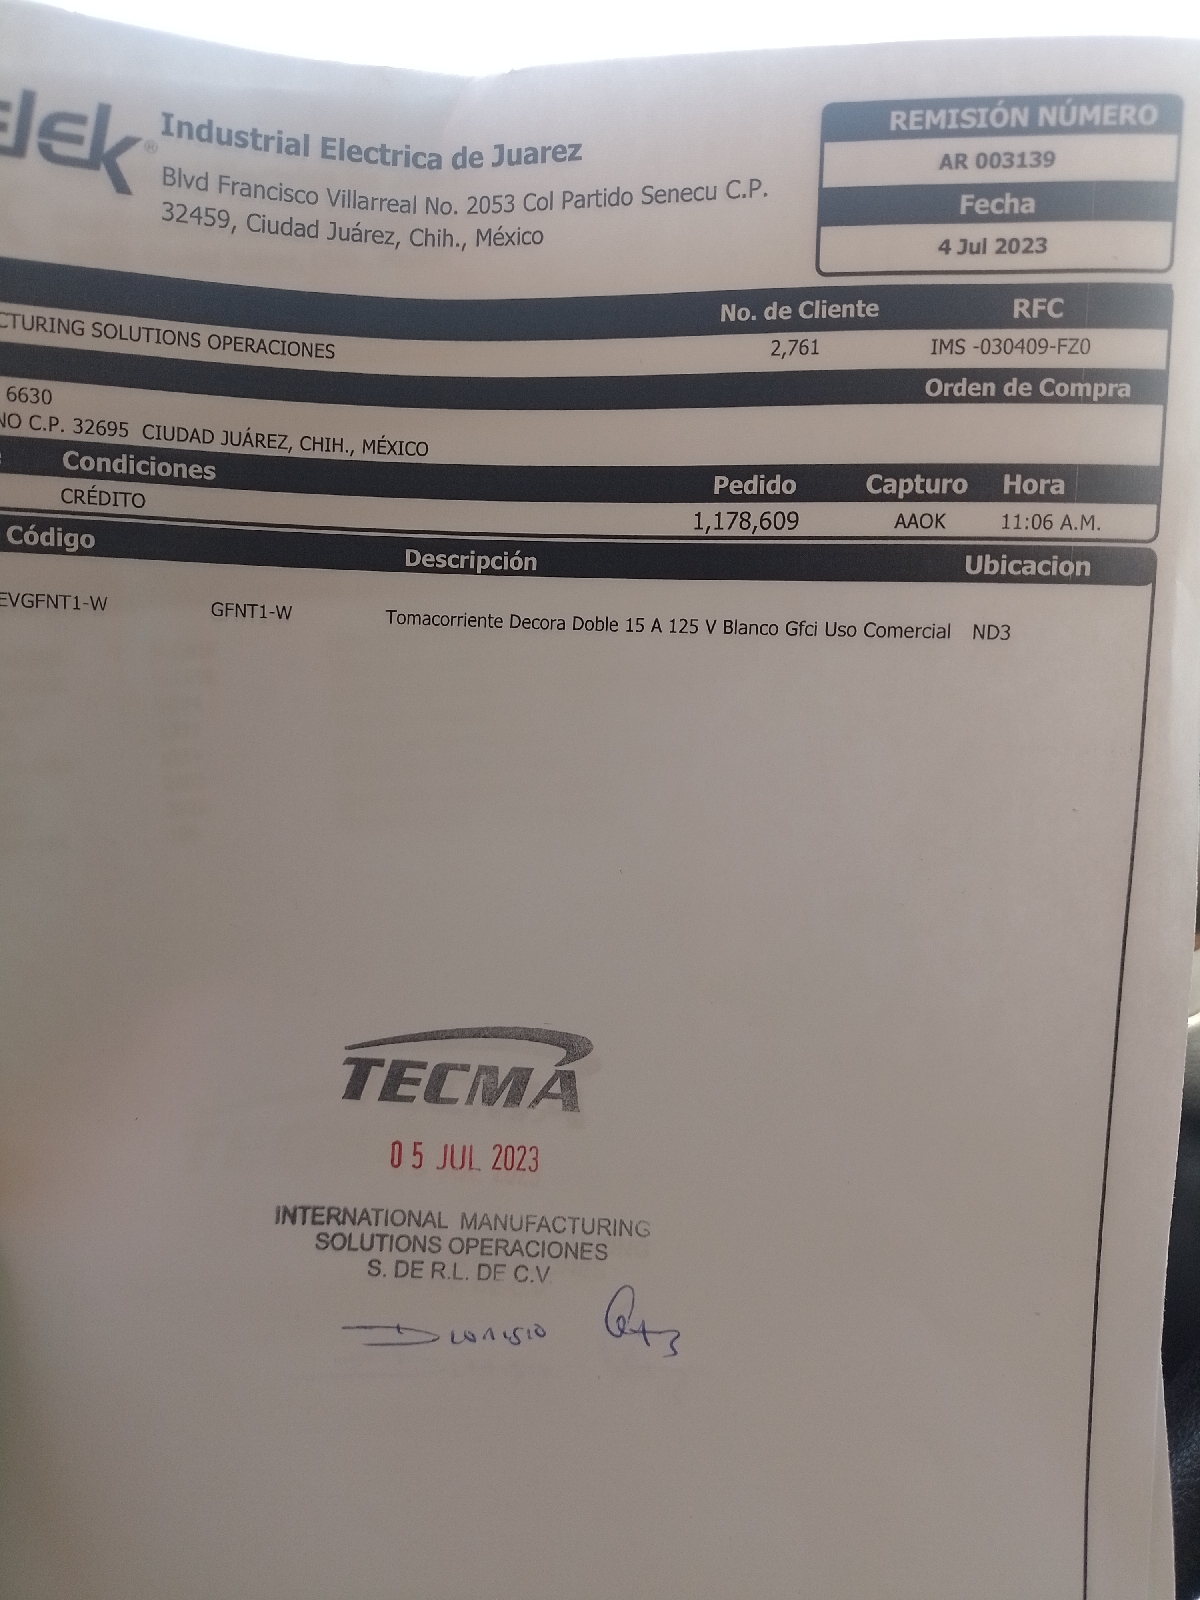 elek®
Industrial Electrica de Juarez
Blvd Francisco Villarreal No. 2053 Col Partido Senecu C.P.
32459, Ciudad Juárez, Chih., México
REMISIÓN NÚMERO
AR 003139
Fecha
4 Jul 2023
No. de Cliente RFC
CTURING SOLUTIONS OPERACIONES 2,761 IMS -030409-FZ0
Orden de Compra
6630
NO C.P. 32695 CIUDAD JUÁREZ, CHIH., MÉXICO
Condiciones Pedido Capturo Hora
CRÉDITO 1,178,609 AAOK 11:06 A.M.
Código Descripción Ubicacion
EVGFNT1-W GFNT1-W Tomacorriente Decora Doble 15 A 125 V Blanco Gfci Uso Comercial ND3
TECMA
05 JUL 2023
INTERNATIONAL MANUFACTURING
SOLUTIONS OPERACIONES
S. DE R.L. DE C.V
Dionisio